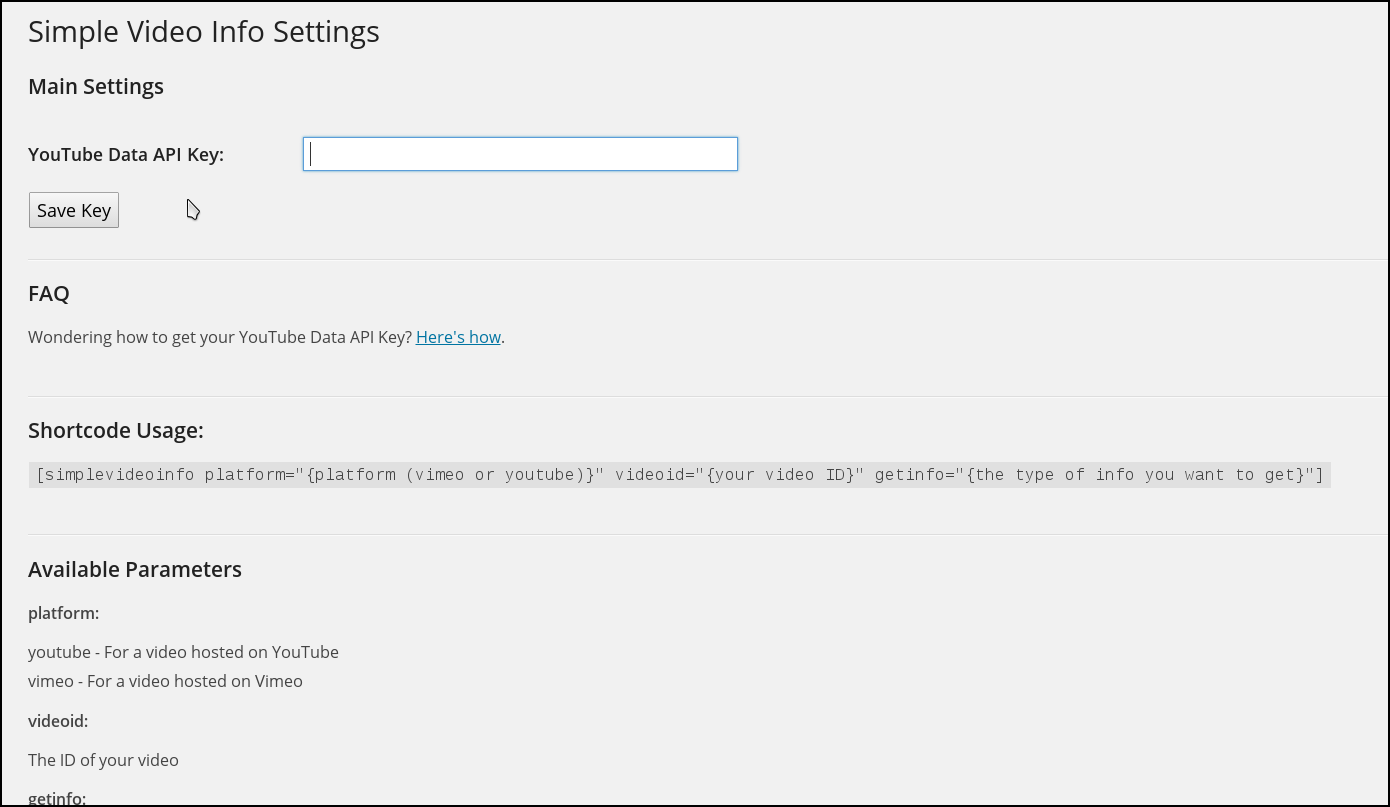 Simple Video Info Settings
Main Settings
YouTube Data API Key:
Save Key
FAQ
Wondering how to get your YouTube Data API Key? Here's how.
Shortcode Usage:
[simplevideoinfo platform="{platform (vimeo or youtube)}" videoid="{your video ID}" getinfo="{the type of info you want to get}"]
Available Parameters
platform:
youtube - For a video hosted on YouTube
vimeo - For a video hosted on Vimeo
videoid:
The ID of your video
getinfo: